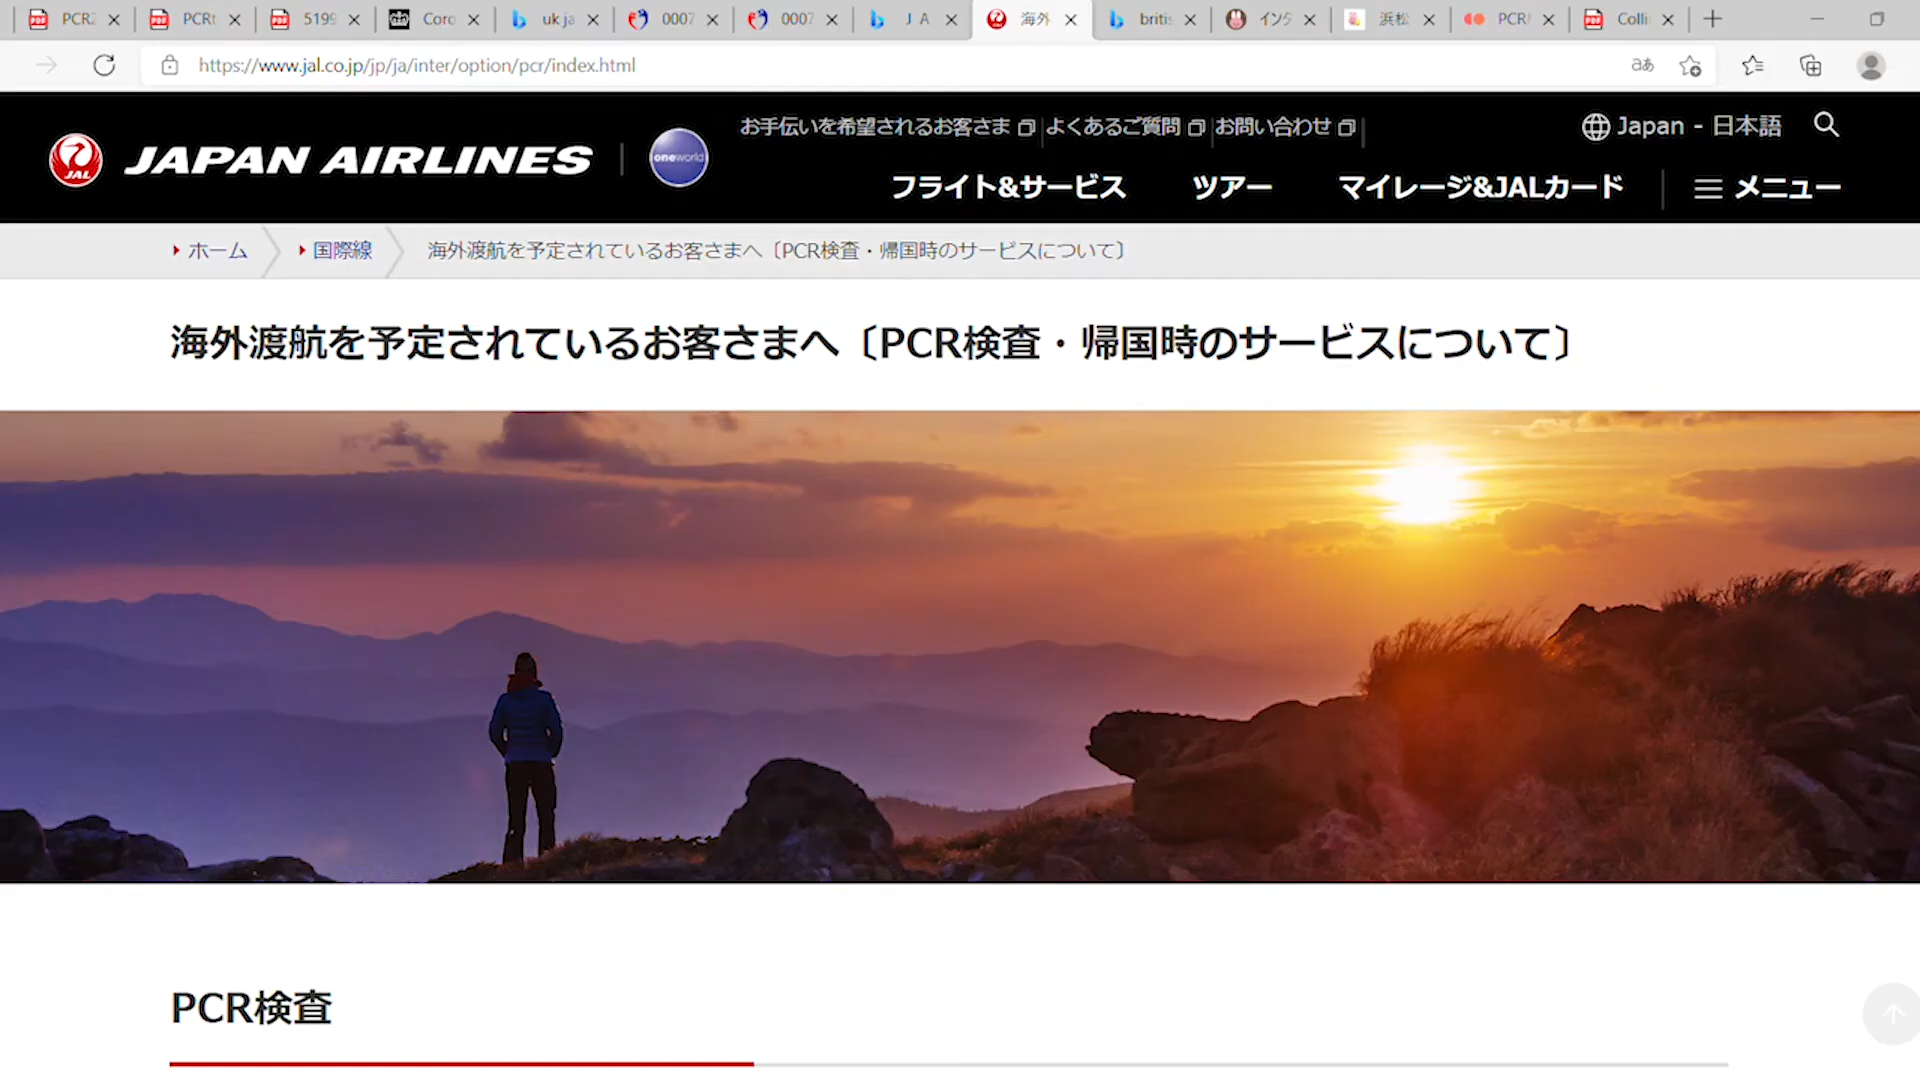 PCRZ
PCRt
5199
Coro
uk ja
0007
0007
J A
海外
britis
インタ
浜松
PCR
Colli
https://www.jal.co.jp/jp/ja/inter/option/pcr/index.html
aあ
JAL
JAPAN AIRLINES
oneworld
お手伝いを希望されるお客さま
よくあるご質問
お問い合わせ
Japan - 日本語
フライト&サービス
ツアー
マイレージ&JALカード
メニュー
ホーム
国際線
海外渡航を予定されているお客さまへ〔PCR検査・帰国時のサービスについて〕
海外渡航を予定されているお客さまへ〔PCR検査・帰国時のサービスについて〕
PCR検査